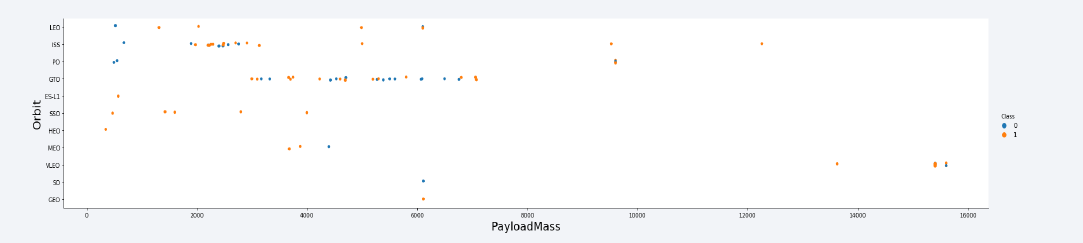 LEO
ISS
PO
GTO
ES-L1
SSO
HEO
MEO
VLEO
SO
GEO
Orbit
0 2000 4000 6000 8000 10000 12000 14000 16000
PayloadMass
Class
0
1